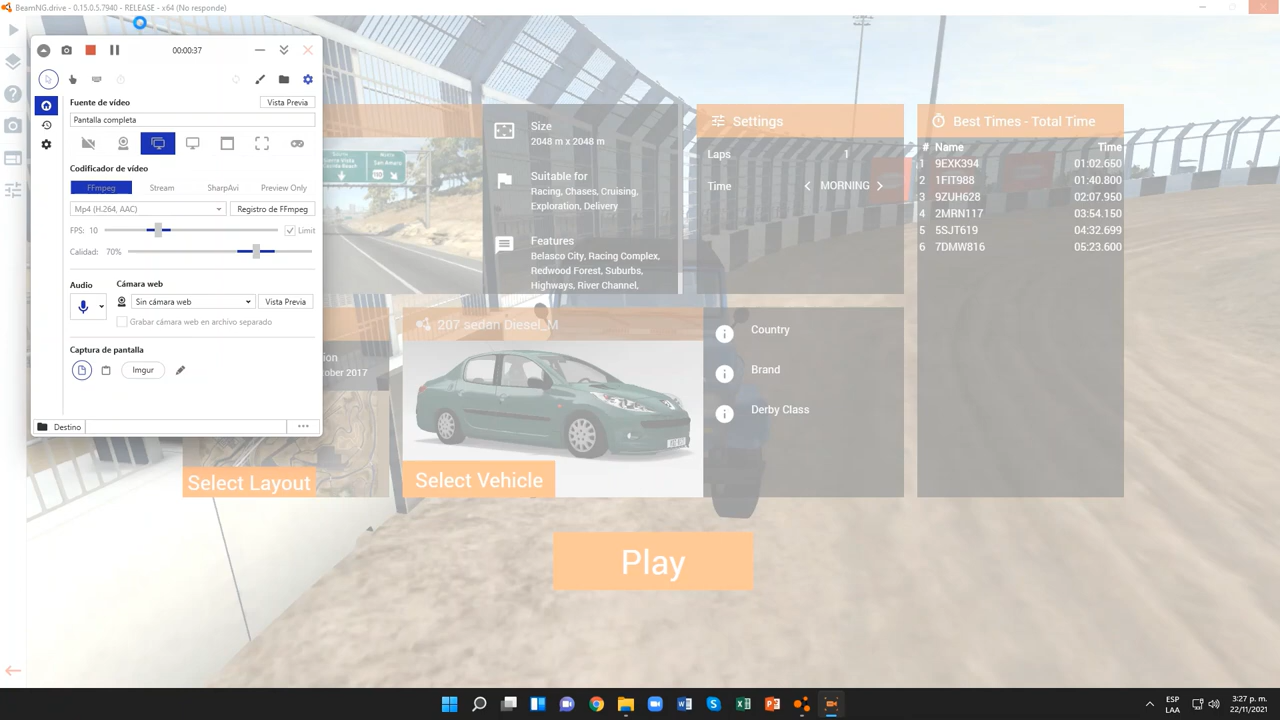 BeamNG.drive - 0.15.0.5.7940 - RELEASE - x64 (No responde)
00:00:37
Fuente de vídeo
Vista Previa
Pantalla completa
Codificador de vídeo
FFmpeg
Stream
SharpAvi
Preview Only
Mp4 (H.264, AAC)
Registro de FFmpeg
FPS: 10
Limit
Calidad: 70%
Audio
Cámara web
Sin cámara web
Vista Previa
Grabar cámara web en archivo separado
Captura de pantalla
Imgur
Destino
...
Size
2048 m x 2048 m
Suitable for
Racing, Chases, Cruising,
Exploration, Delivery
Features
Belasco City, Racing Complex,
Redwood Forest, Suburbs,
Highways, River Channel,
Settings
Laps 1
Time MORNING
Best Times - Total Time
# Name Time
1 9EXK394 01:02.650
2 1FIT988 01:40.800
3 9ZUH628 02:07.950
4 2MRN117 03:54.150
5 5SJT619 04:32.699
6 7DMW816 05:23.600
ion
tober 2017
Select Layout
207 sedan Diesel_M
Select Vehicle
Country
Brand
Derby Class
Play
ESP
LAA
3:27 p. m.
22/11/2021